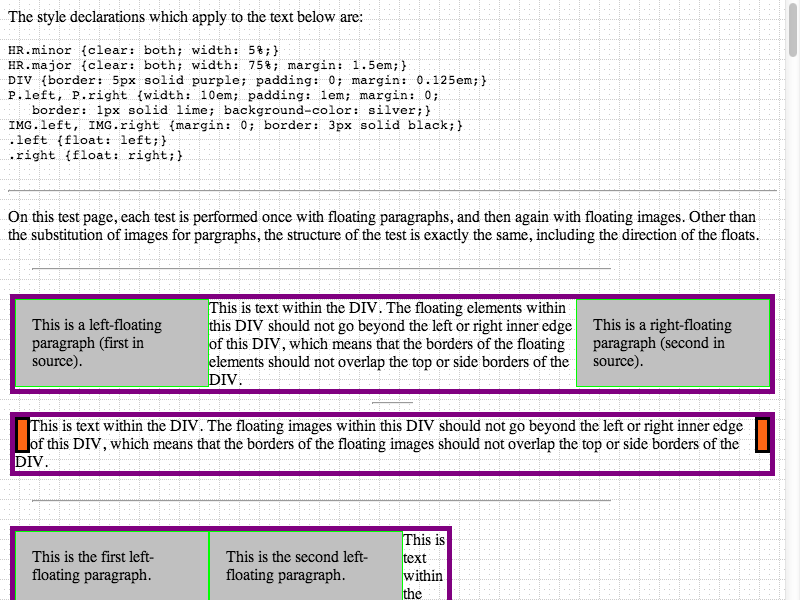 The style declarations which apply to the text below are:
HR.minor {clear: both; width: 5%;}
HR.major {clear: both; width: 75%; margin: 1.5em;}
DIV {border: 5px solid purple; padding: 0; margin: 0.125em;}
P.left, P.right {width: 10em; padding: 1em; margin: 0;
border: 1px solid lime; background-color: silver;}
IMG.left, IMG.right {margin: 0; border: 3px solid black;}
.left {float: left;}
.right {float: right;}
On this test page, each test is performed once with floating paragraphs, and then again with floating images. Other than
the substitution of images for pargraphs, the structure of the test is exactly the same, including the direction of the floats.
This is a left-floating
paragraph (first in
source).
This is text within the DIV. The floating elements within
this DIV should not go beyond the left or right inner edge
of this DIV, which means that the borders of the floating
elements should not overlap the top or side borders of the
DIV.
This is a right-floating
paragraph (second in
source).
This is text within the DIV. The floating images within this DIV should not go beyond the left or right inner edge
of this DIV, which means that the borders of the floating images should not overlap the top or side borders of the
DIV.
This is the first left-
floating paragraph.
This is the second left-
floating paragraph.
This is
text
within
the